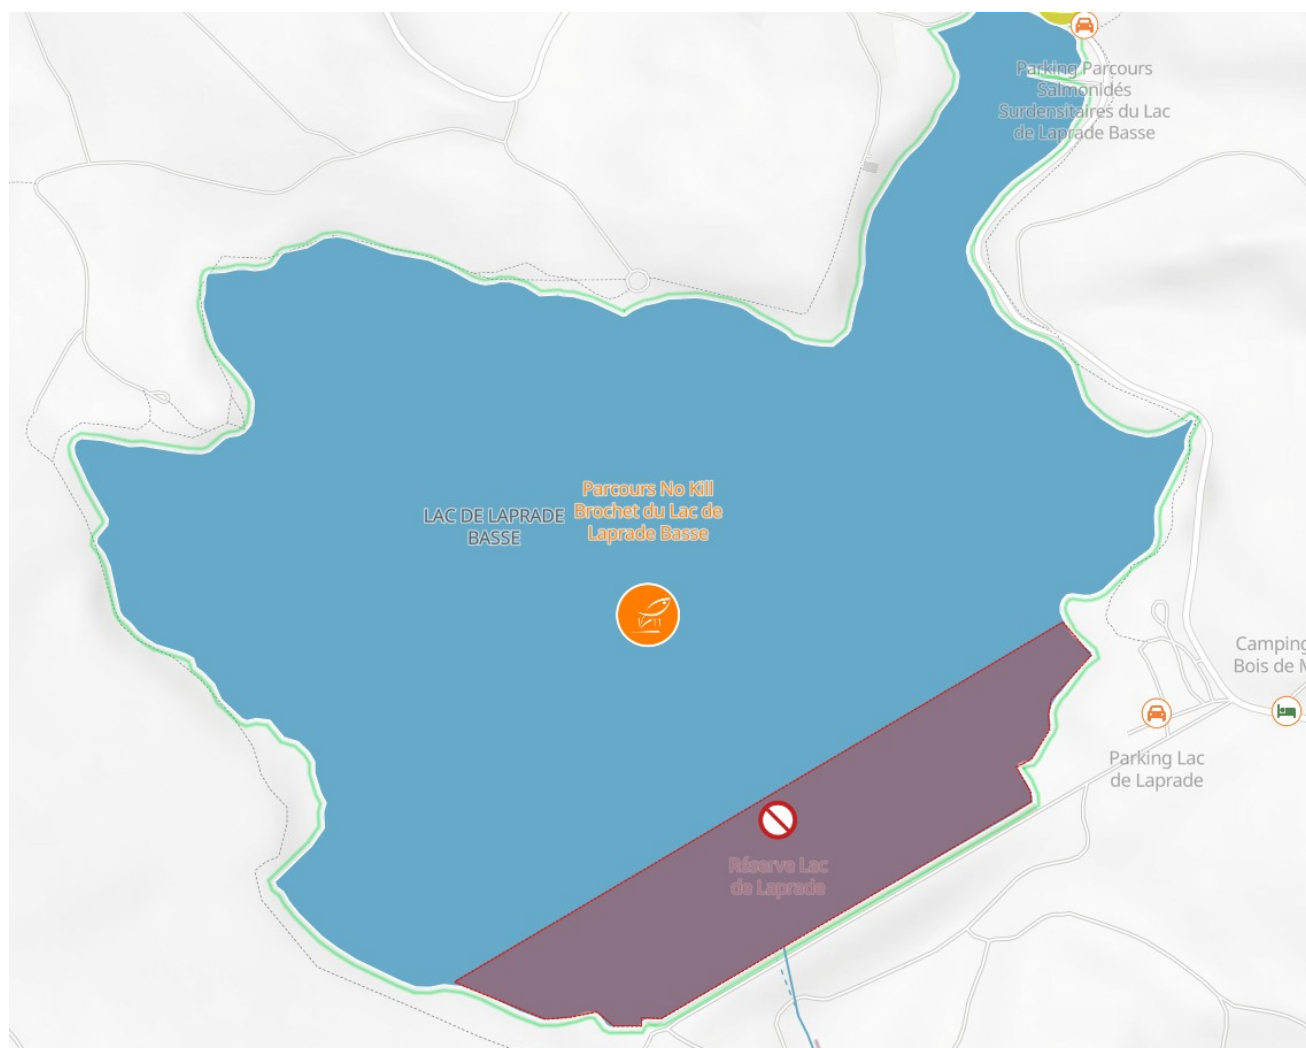 Parking Parcours
Salmonidés
Surdensitaires du Lac
de Laprade Basse
Parcours No Kill
Brochet du Lac de
Laprade Basse
LAC DE LAPRADE
BASSE
Camping
Bois de M
Parking Lac
de Laprade
Réserve Lac
de Laprade